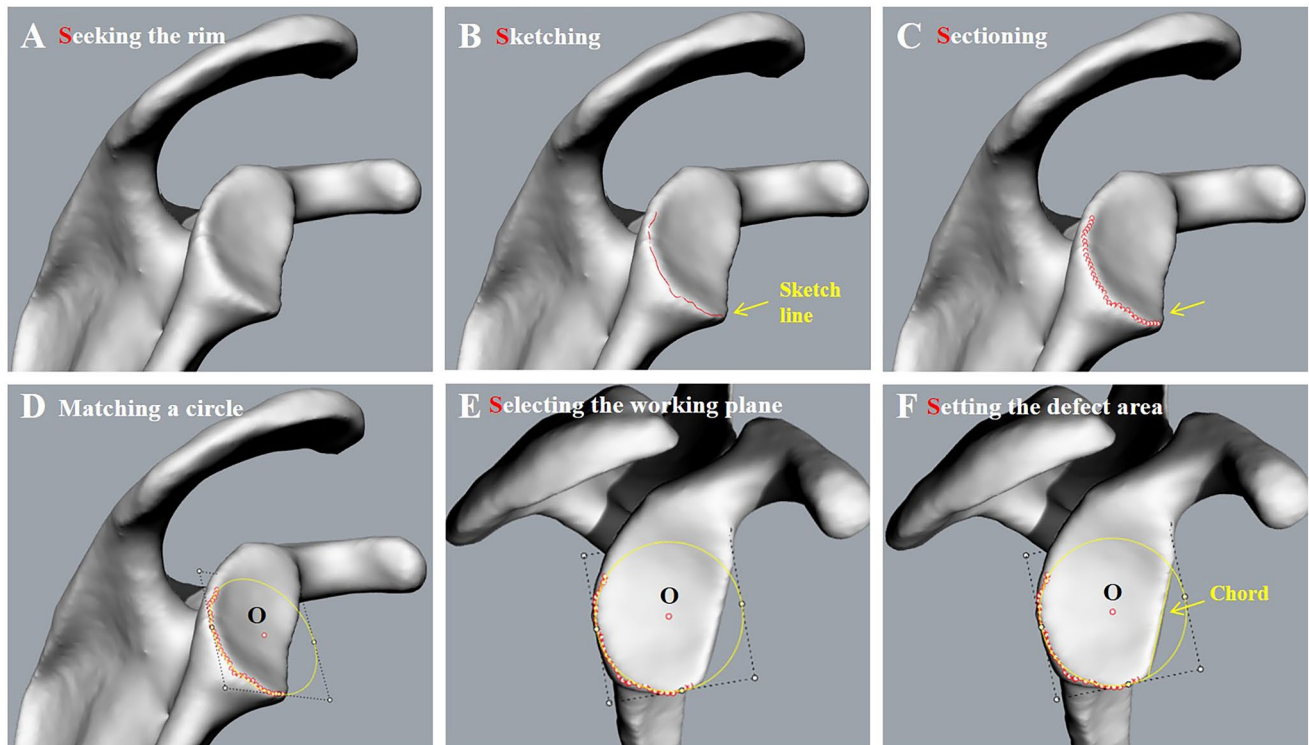 A Seeking the rim
B Sketching
Sketch
line
C Sectioning
D Matching a circle
O
E Selecting the working plane
O
F Setting the defect area
O
Chord